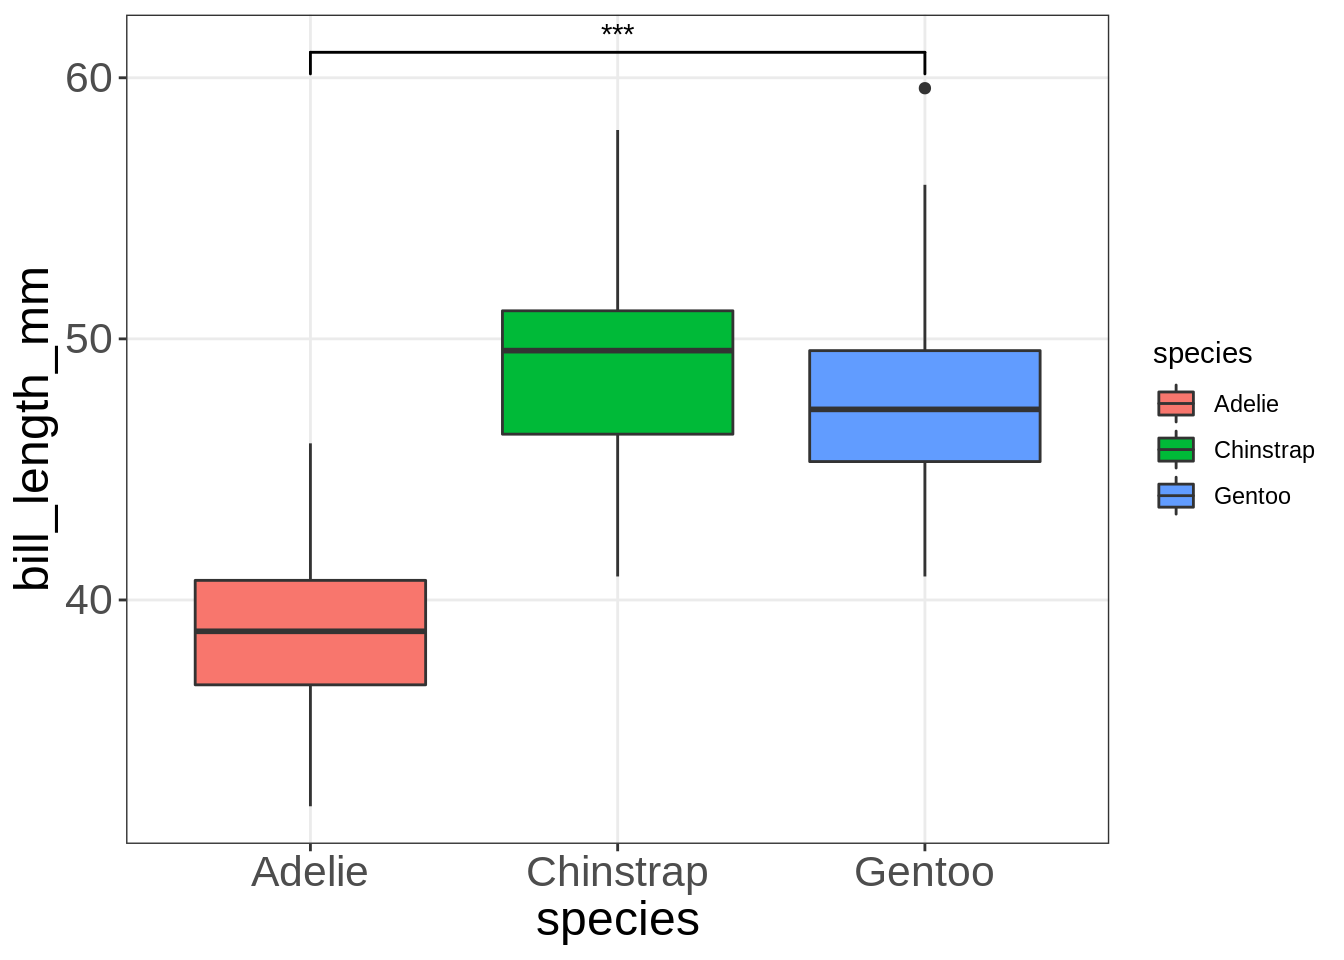 ***
60
50
40
bill_length_mm
Adelie Chinstrap Gentoo
species
species
Adelie
Chinstrap
Gentoo